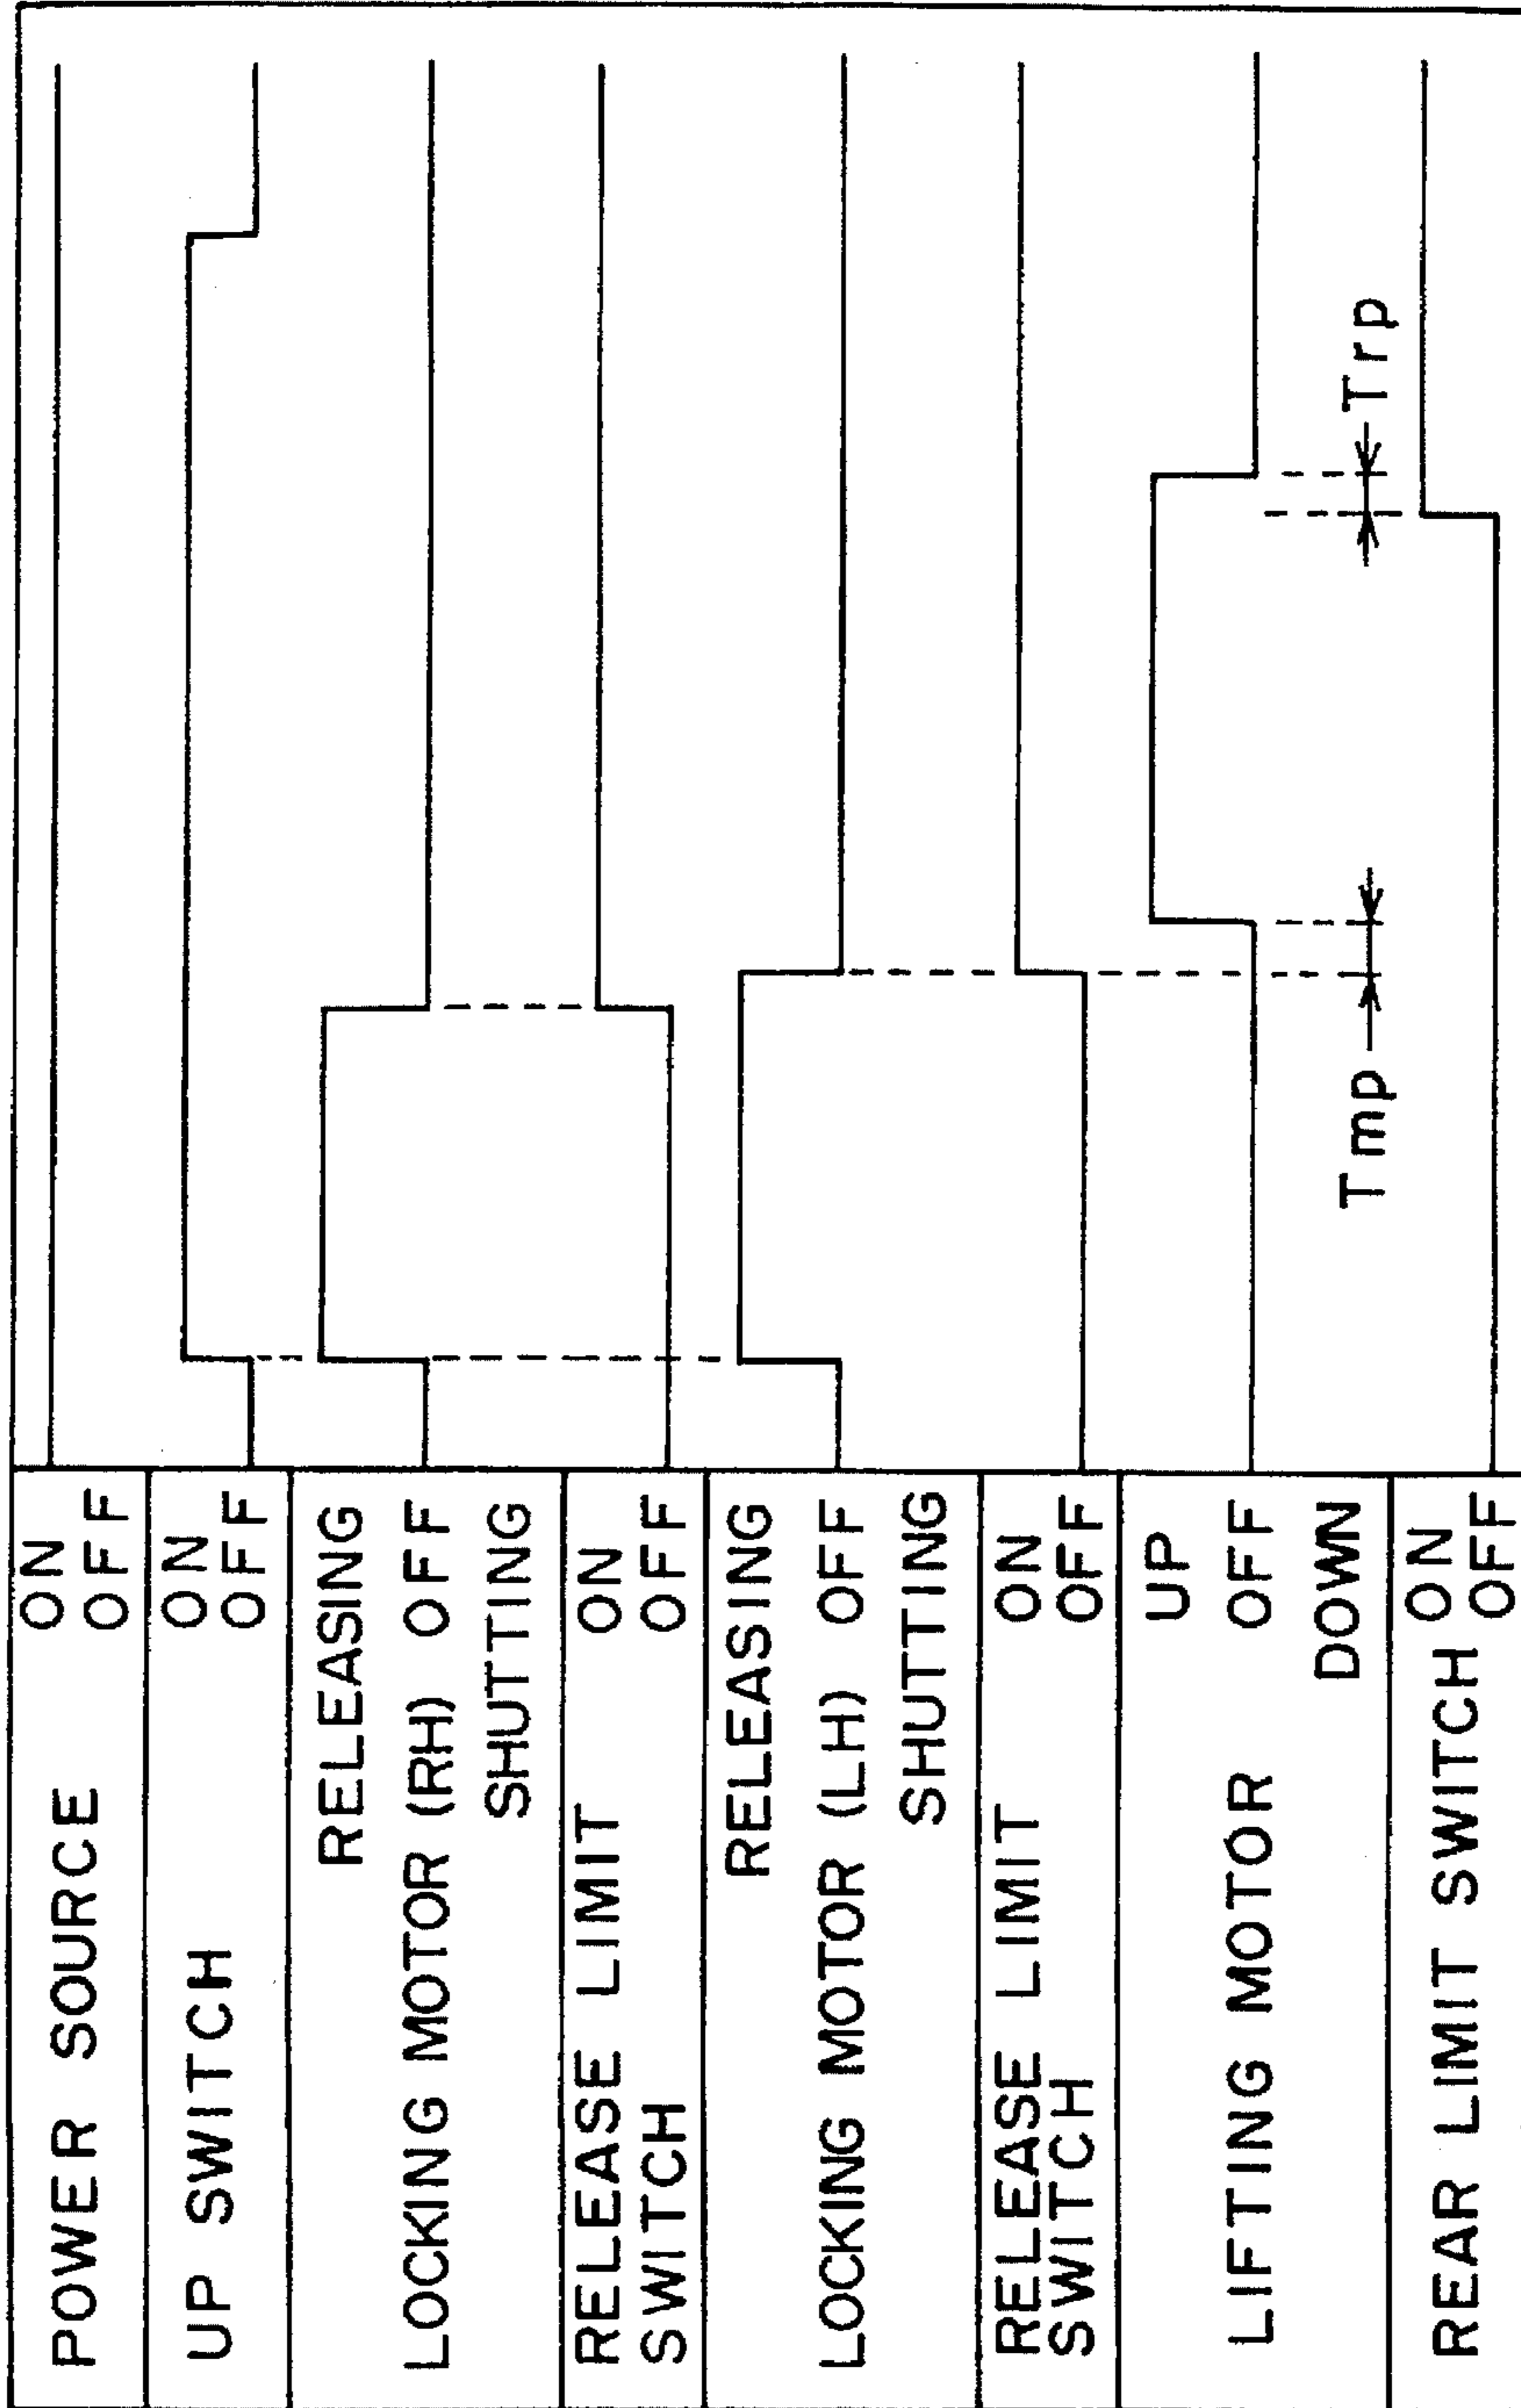 POWER SOURCE ON
OFF
UP SWITCH ON
OFF
RELEASING
LOCKING MOTOR (RH) OFF
SHUTTING
RELEASE LIMIT ON
SWITCH OFF
RELEASING
LOCKING MOTOR (LH) OFF
SHUTTING
RELEASE LIMIT ON
SWITCH OFF
UP
LIFTING MOTOR OFF
DOWN
REAR LIMIT SWITCH ON
OFF
Tmp
Trp